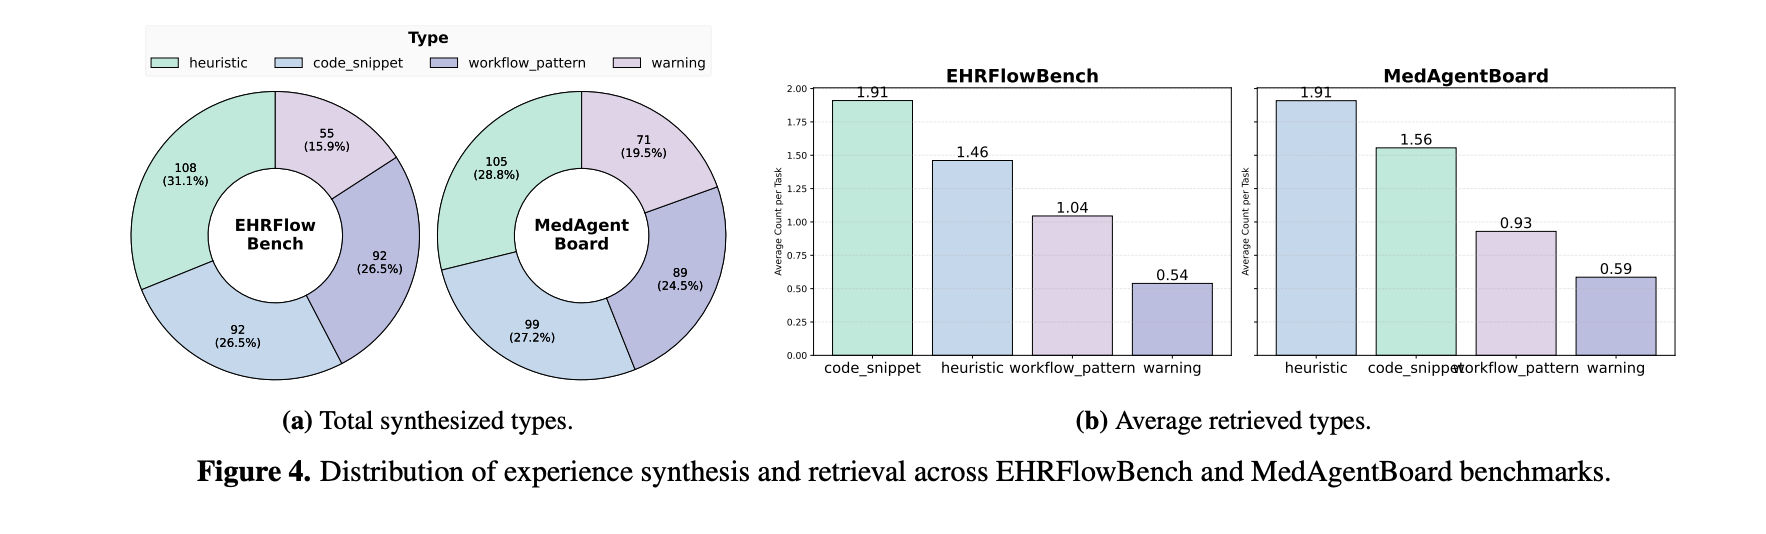 Type
heuristic code_snippet workflow_pattern warning
55
(15.9%)
108
(31.1%)
EHRFlow
Bench
92
(26.5%)
92
(26.5%)
71
(19.5%)
105
(28.8%)
MedAgent
Board
89
(24.5%)
99
(27.2%)
(a) Total synthesized types.
EHRFlowBench
Average Count per Task
2.00
1.75
1.50
1.25
1.00
0.75
0.50
0.25
0.00
1.91
1.46
1.04
0.54
code_snippet heuristic workflow_pattern warning
MedAgentBoard
Average Count per Task
1.91
1.56
0.93
0.59
heuristic code_snippet workflow_pattern warning
(b) Average retrieved types.
Figure 4. Distribution of experience synthesis and retrieval across EHRFlowBench and MedAgentBoard benchmarks.